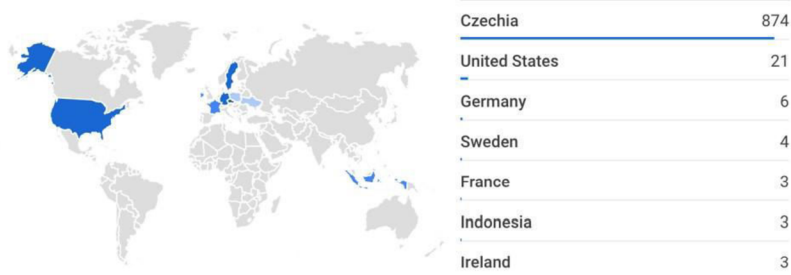 Czechia 874
United States 21
Germany 6
Sweden 4
France 3
Indonesia 3
Ireland 3